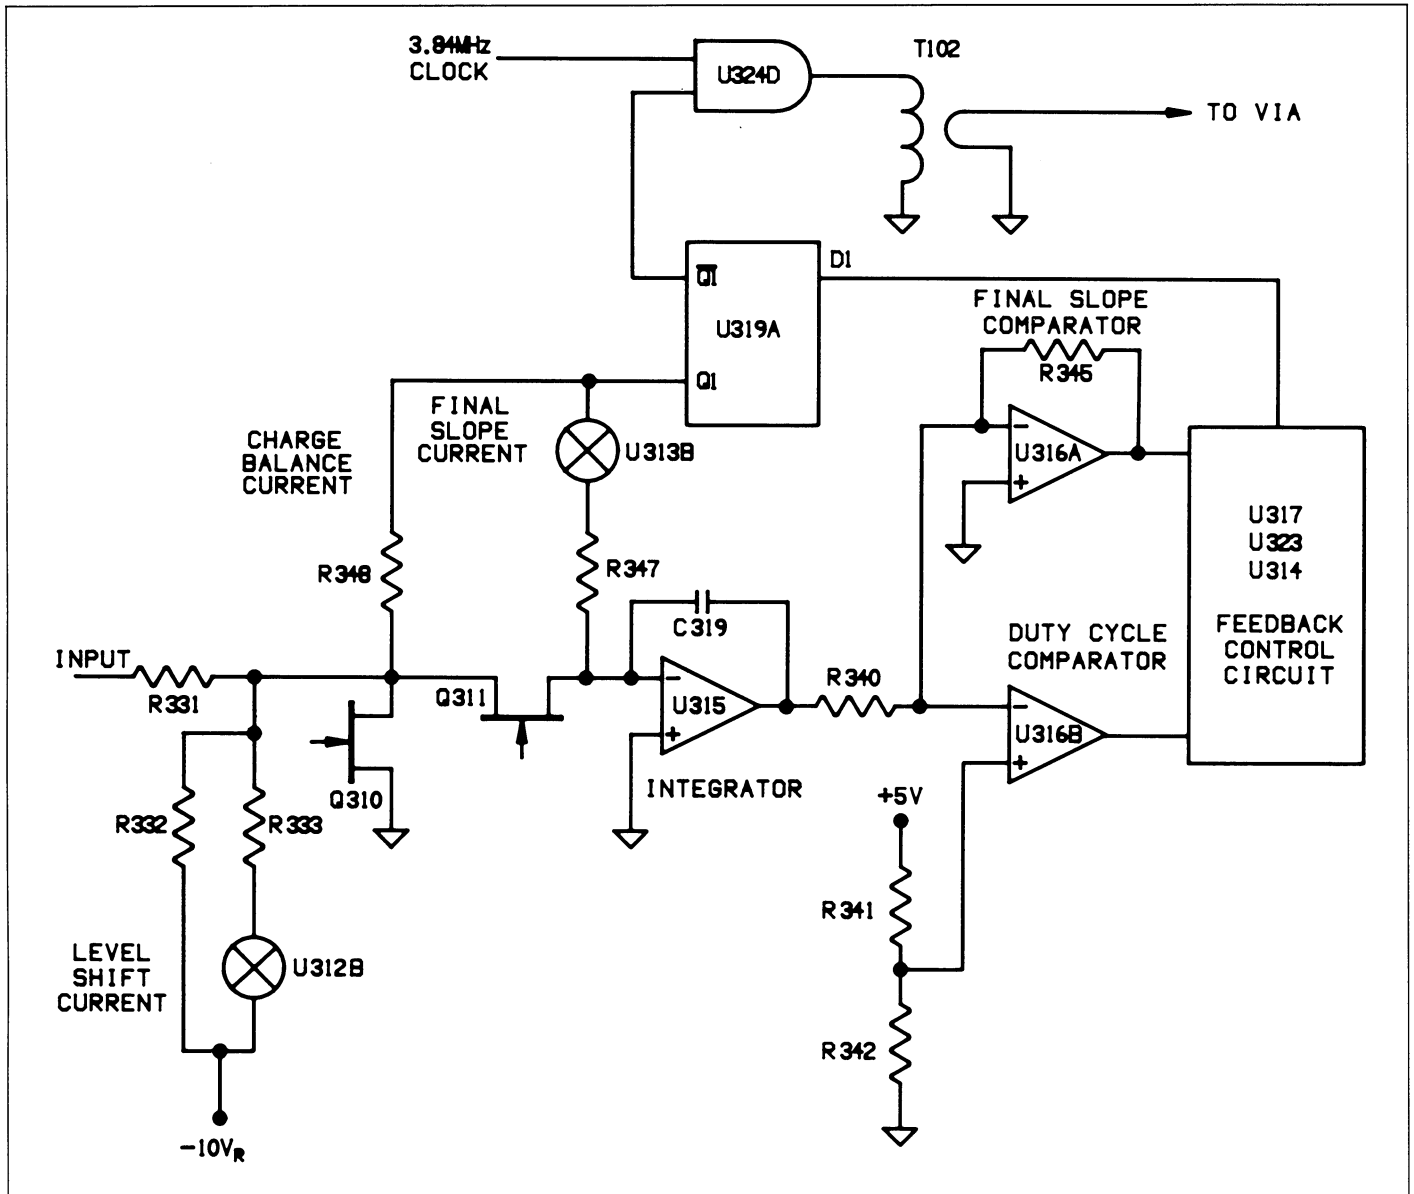 3.84MHz
CLOCK
U324D
T102
TO VIA
Q1
U319A
Q1
D1
FINAL SLOPE
COMPARATOR
R345
FINAL
SLOPE
CURRENT
U313B
CHARGE
BALANCE
CURRENT
U316A
-
+
U317
U323
U314
FEEDBACK
CONTROL
CIRCUIT
R348
R347
C319
INPUT
R331
Q311
-
U315
+
R340
DUTY CYCLE
COMPARATOR
-
U316B
+
INTEGRATOR
Q310
R332
R333
+5V
R341
LEVEL
SHIFT
CURRENT
U312B
R342
-10VR